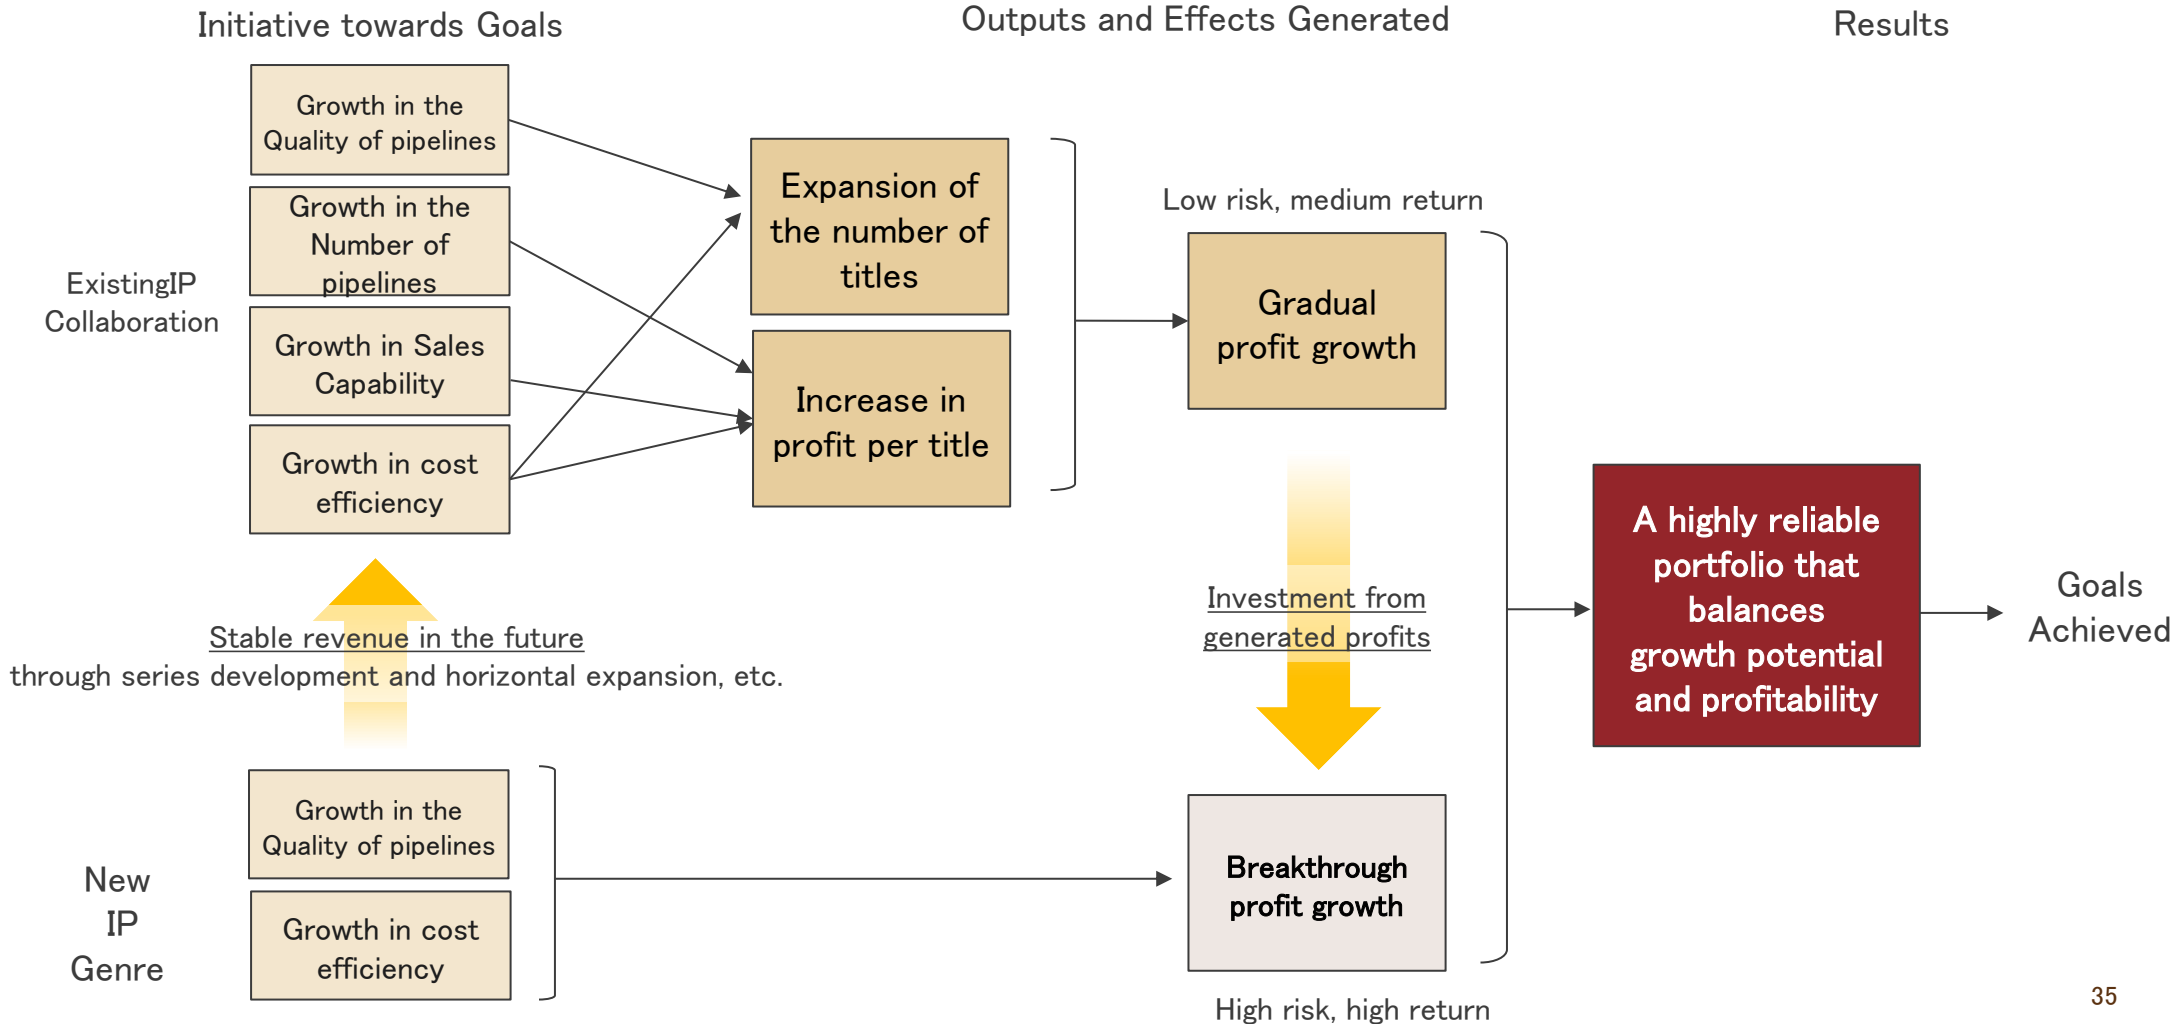 Initiative towards Goals
Outputs and Effects Generated
Results
ExistingIP
Collaboration
Growth in the
Quality of pipelines
Growth in the
Number of
pipelines
Growth in Sales
Capability
Growth in cost
efficiency
Expansion of
the number of
titles
Increase in
profit per title
Low risk, medium return
Gradual
profit growth
Stable revenue in the future
through series development and horizontal expansion, etc.
Investment from
generated profits
A highly reliable
portfolio that
balances
growth potential
and profitability
Goals
Achieved
New
IP
Genre
Growth in the
Quality of pipelines
Growth in cost
efficiency
Breakthrough
profit growth
High risk, high return
35